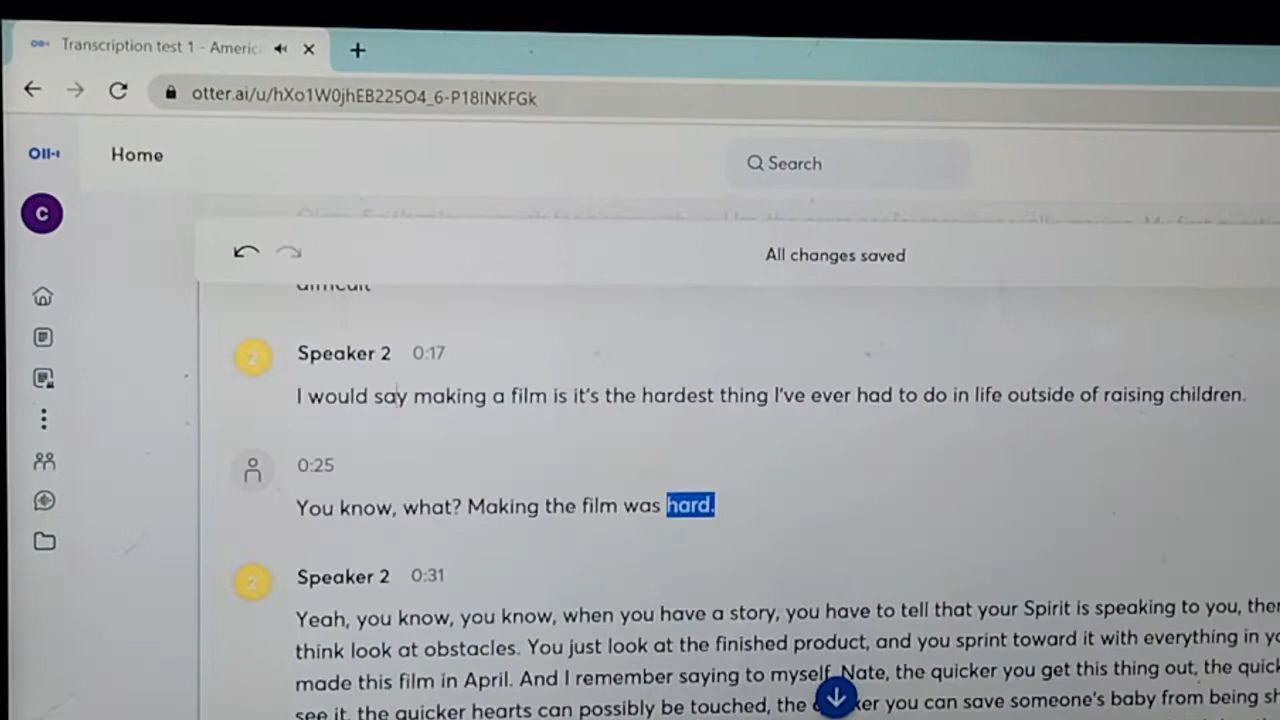 Transcription test 1 - Americ
otter.ai/u/hXo1W0jhEB225O4_6-P18INKFGk
Home
Search
C
All changes saved
difficult
2 Speaker 2 0:17
I would say making a film is it's the hardest thing I've ever had to do in life outside of raising children.
0:25
You know, what? Making the film was hard.
2 Speaker 2 0:31
Yeah, you know, you know, when you have a story, you have to tell that your Spirit is speaking to you,
think look at obstacles. You just look at the finished product, and you sprint toward it with everything in
made this film in April. And I remember saying to myself, Nate, the quicker you get this thing out, the
see it, the quicker hearts can possibly be touched, the you can save someone's baby from being